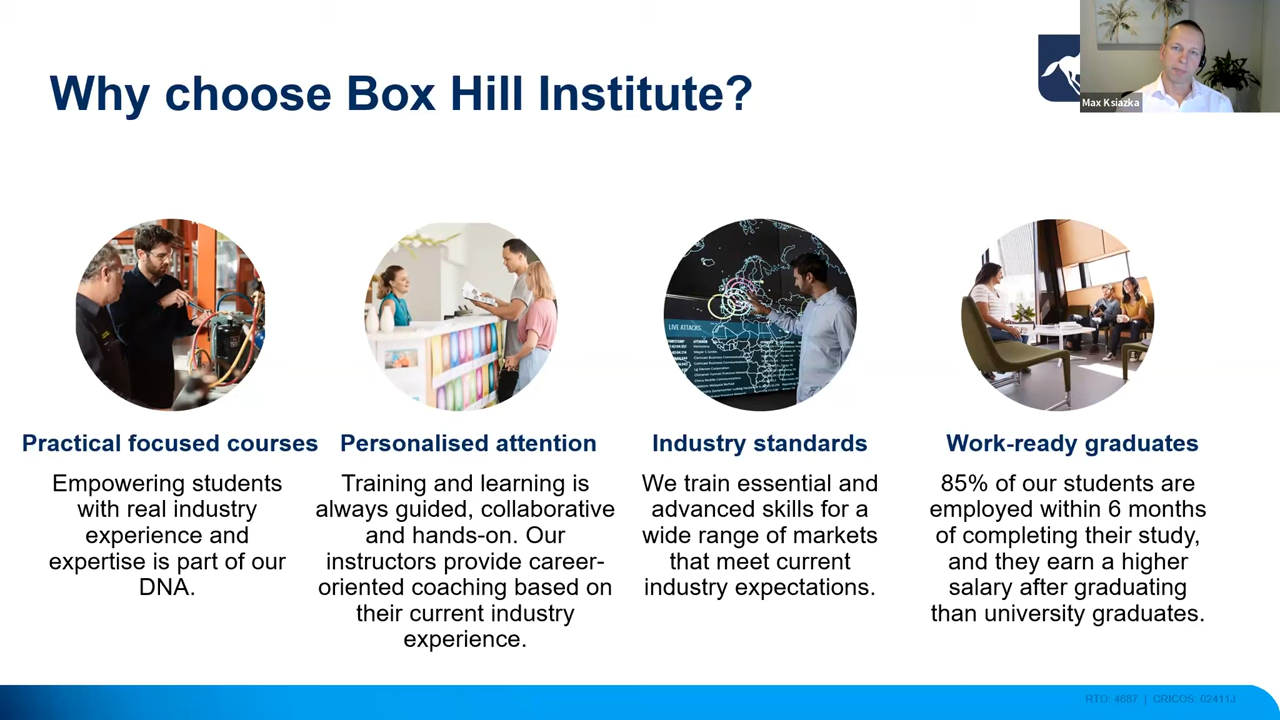 Why choose Box Hill Institute?
Max Ksiazka
LIVE ATTACKS
Practical focused courses
Empowering students
with real industry
experience and
expertise is part of our
DNA.
Personalised attention
Training and learning is
always guided, collaborative
and hands-on. Our
instructors provide career-
oriented coaching based on
their current industry
experience.
Industry standards
We train essential and
advanced skills for a
wide range of markets
that meet current
industry expectations.
Work-ready graduates
85% of our students are
employed within 6 months
of completing their study,
and they earn a higher
salary after graduating
than university graduates.
RTO: 4687 | CRICOS: 02411J